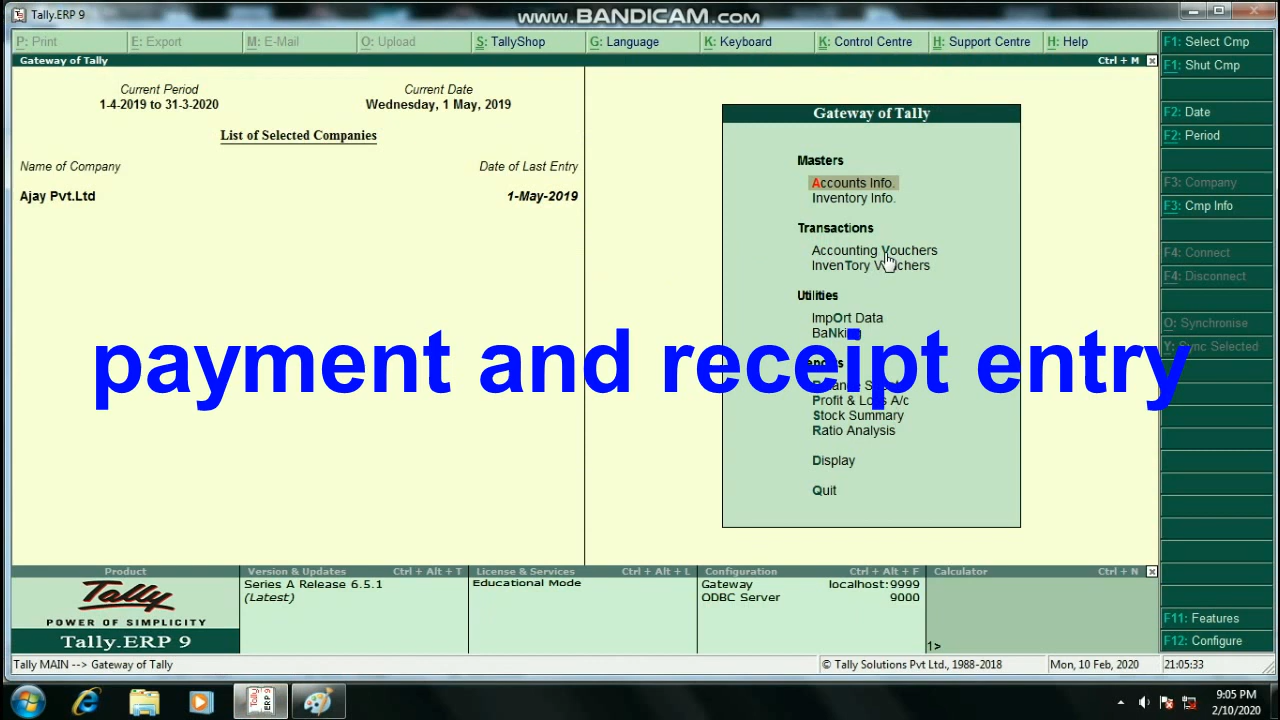 Tally.ERP 9
www.BANDICAM.com
P: Print E: Export M: E-Mail O: Upload S: TallyShop G: Language K: Keyboard K: Control Centre H: Support Centre H: Help
F1: Select Cmp
Gateway of Tally Ctrl + M
F1: Shut Cmp
Current Period Current Date
1-4-2019 to 31-3-2020 Wednesday, 1 May, 2019
List of Selected Companies
Name of Company Date of Last Entry
Ajay Pvt.Ltd 1-May-2019
Gateway of Tally
Masters
Accounts Info.
Inventory Info.
Transactions
Accounting Vouchers
InvenTory Vouchers
Utilities
ImpOrt Data
BaNking
payment and receipt entry
Profit & Loss A/c
Stock Summary
Ratio Analysis
Display
Quit
F2: Date
F2: Period
F3: Company
F3: Cmp Info
F4: Connect
F4: Disconnect
O: Synchronise
Y: Sync Selected
F11: Features
F12: Configure
Product
Tally
POWER OF SIMPLICITY
Tally.ERP 9
Version & Updates Ctrl + Alt + T
Series A Release 6.5.1
(Latest)
License & Services Ctrl + Alt + L
Educational Mode
Configuration Ctrl + Alt + F
Gateway localhost:9999
ODBC Server 9000
Calculator Ctrl + N
1>
Tally MAIN --> Gateway of Tally © Tally Solutions Pvt Ltd., 1988-2018 Mon, 10 Feb, 2020 21:05:33
9:05 PM
2/10/2020